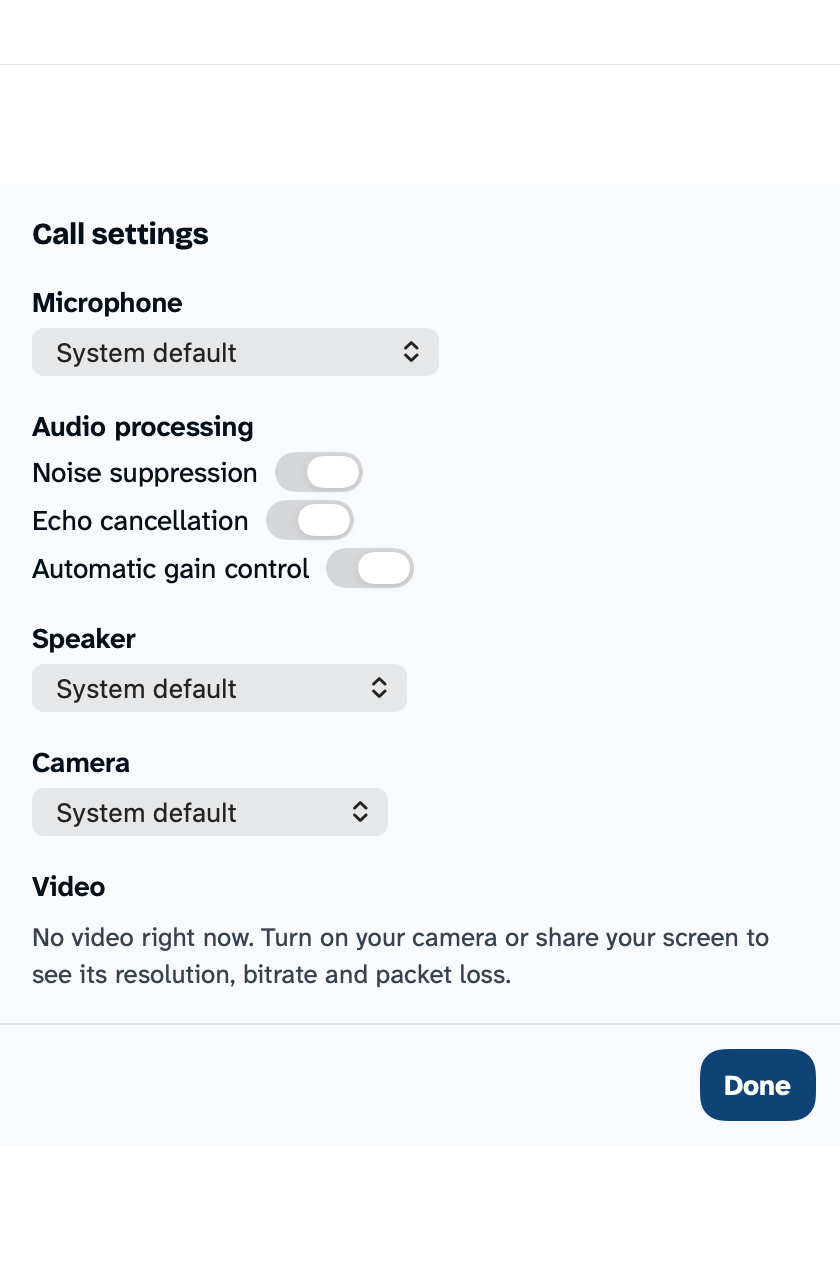 Call settings
Microphone
System default
Audio processing
Noise suppression
Echo cancellation
Automatic gain control
Speaker
System default
Camera
System default
Video
No video right now. Turn on your camera or share your screen to
see its resolution, bitrate and packet loss.
Done